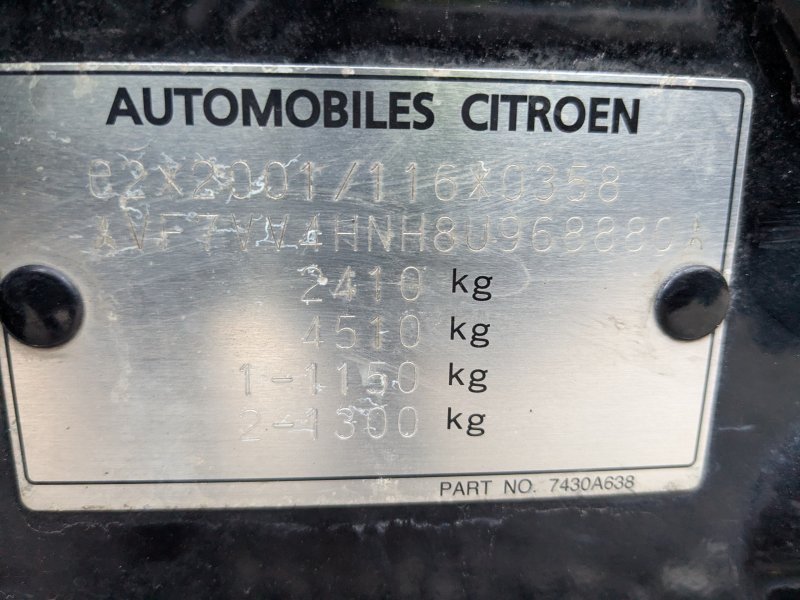 AUTOMOBILES CITROEN
e2*2001/116*0358
*VF7VV4HNH8U968880*
2410 kg
4510 kg
1-1150 kg
2-1300 kg
PART NO. 7430A638